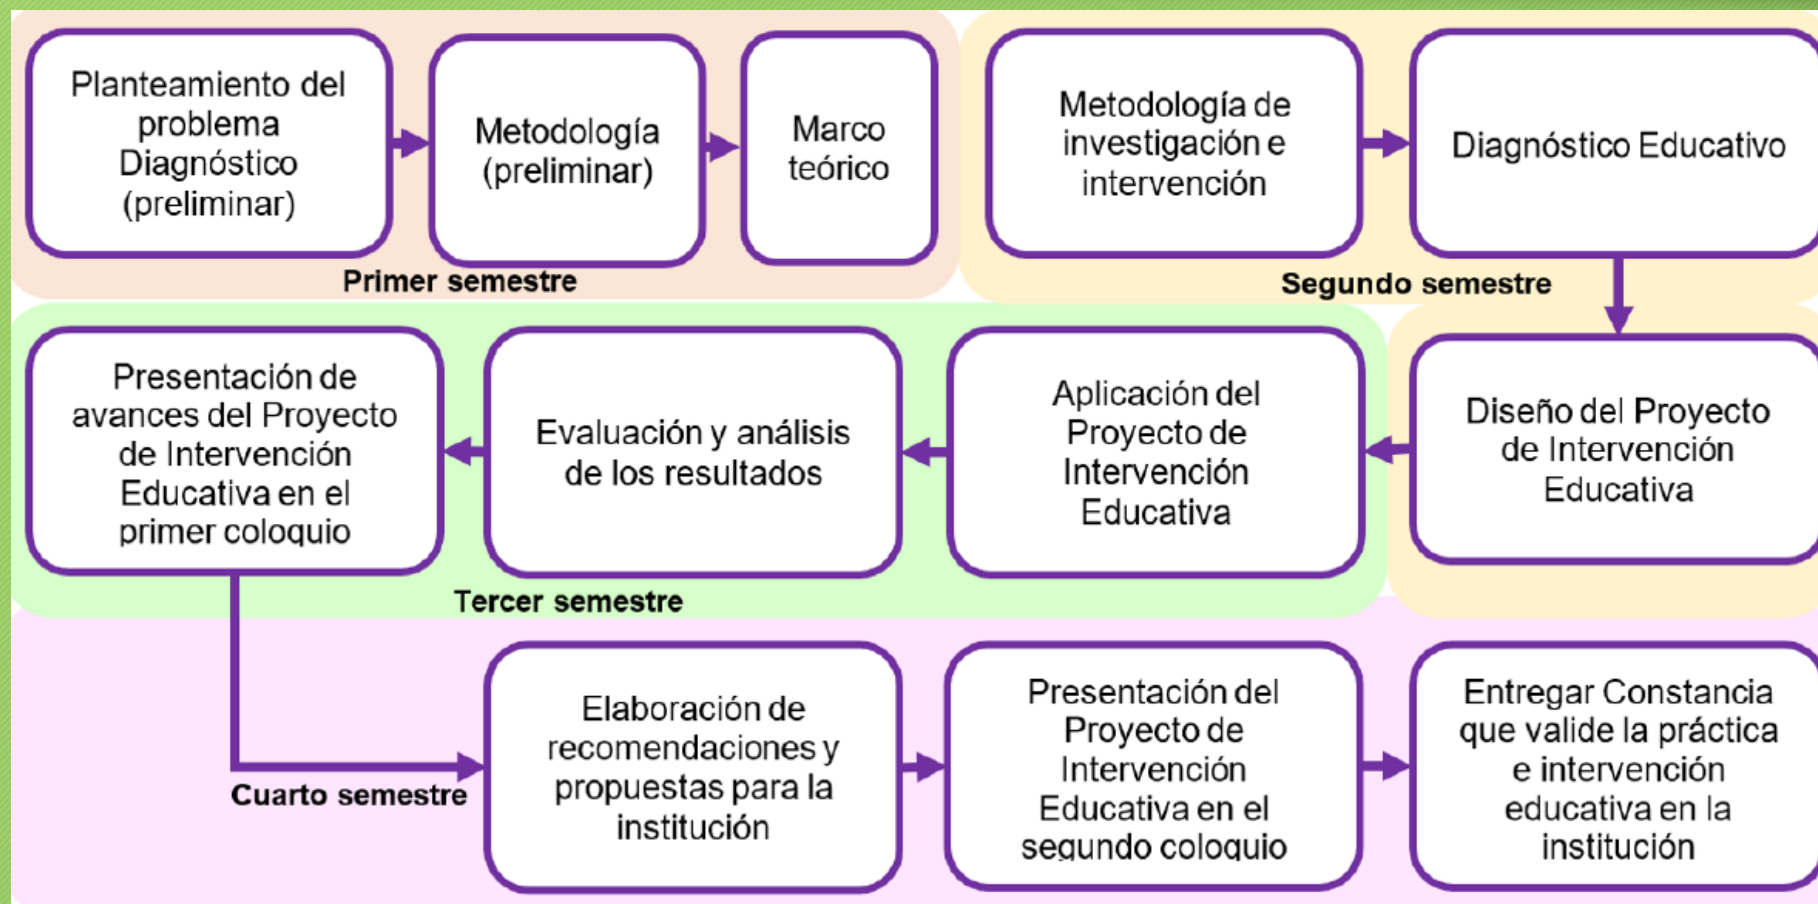 Planteamiento del
problema
Diagnóstico
(preliminar)
Metodología
(preliminar)
Marco
teórico
Primer semestre
Metodología de
investigación e
intervención
Diagnóstico Educativo
Segundo semestre
Diseño del Proyecto
de Intervención
Educativa
Aplicación del
Proyecto de
Intervención
Educativa
Evaluación y análisis
de los resultados
Presentación de
avances del Proyecto
de Intervención
Educativa en el
primer coloquio
Tercer semestre
Cuarto semestre
Elaboración de
recomendaciones y
propuestas para la
institución
Presentación del
Proyecto de
Intervención
Educativa en el
segundo coloquio
Entregar Constancia
que valide la práctica
e intervención
educativa en la
institución